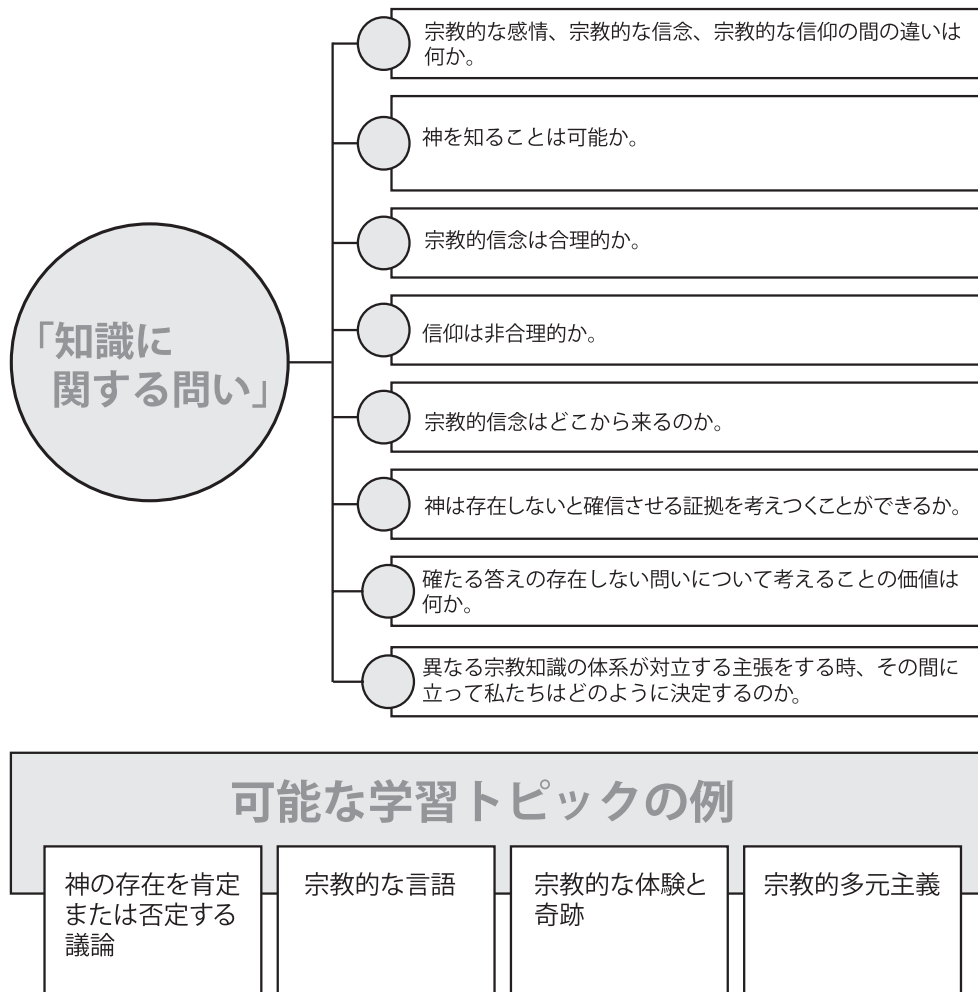 宗教的な感情、宗教的な信念、宗教的な信仰の間の違いは
何か。
神を知ることは可能か。
宗教的信念は合理的か。
信仰は非合理的か。
「知識に
関する問い」
宗教的信念はどこから来るのか。
神は存在しないと確信させる証拠を考えつくことができるか。
確たる答えの存在しない問いについて考えることの価値は
何か。
異なる宗教知識の体系が対立する主張をする時、その間に
立って私たちはどのように決定するのか。
可能な学習トピックの例
神の存在を肯定
または否定する
議論
宗教的な言語
宗教的な体験と
奇跡
宗教的多元主義